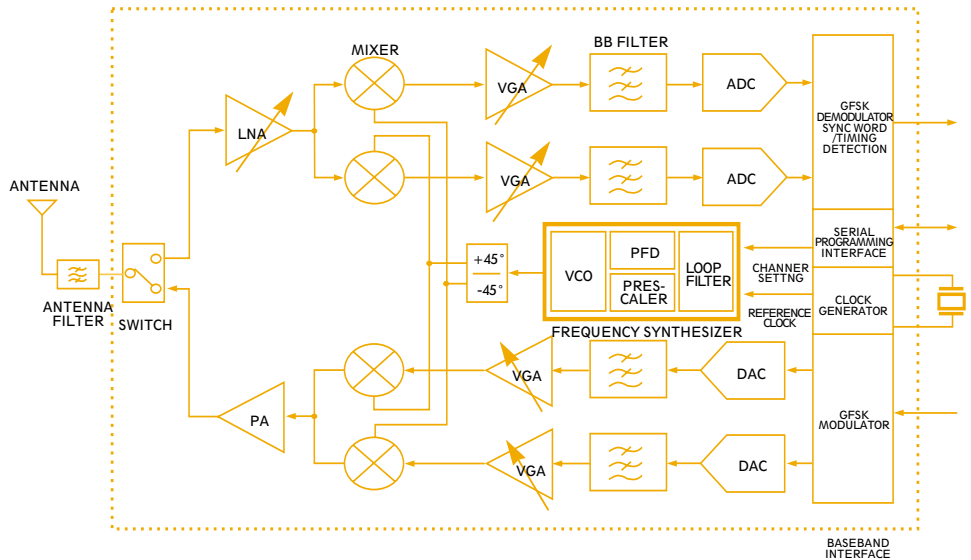 MIXER
BB FILTER
VGA
ADC
LNA
GFSK
DEMODULATOR
SYNC WORD
/TIMING
DETECTION
VGA
ADC
ANTENNA
SERIAL
PROGRAMMING
INTERFACE
+45°
-45°
VCO
PFD
PRES-
CALER
LOOP
FILTER
CHANNER
SETTNG
ANTENNA
FILTER
SWITCH
REFERENCE
CLOCK
CLOCK
GENERATOR
FREQUENCY SYNTHESIZER
VGA
DAC
PA
GFSK
MODULATOR
VGA
DAC
BASEBAND
INTERFACE